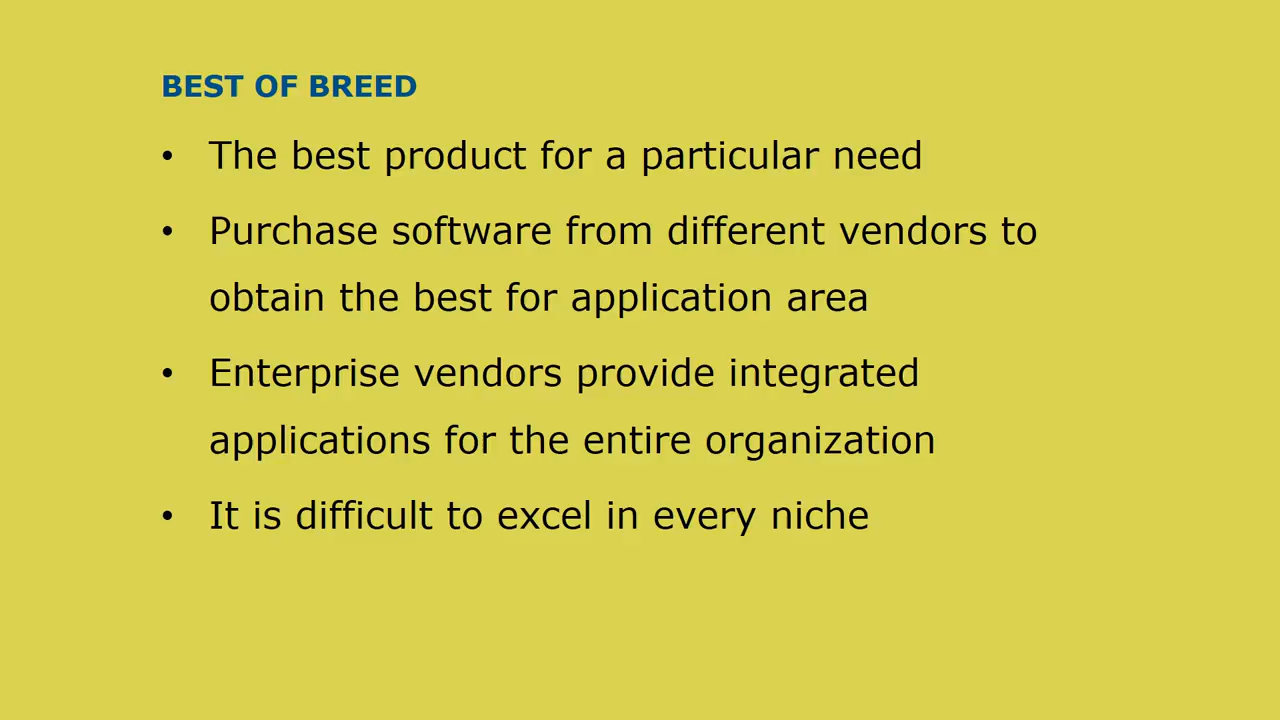 BEST OF BREED
• The best product for a particular need
• Purchase software from different vendors to
obtain the best for application area
• Enterprise vendors provide integrated
applications for the entire organization
• It is difficult to excel in every niche